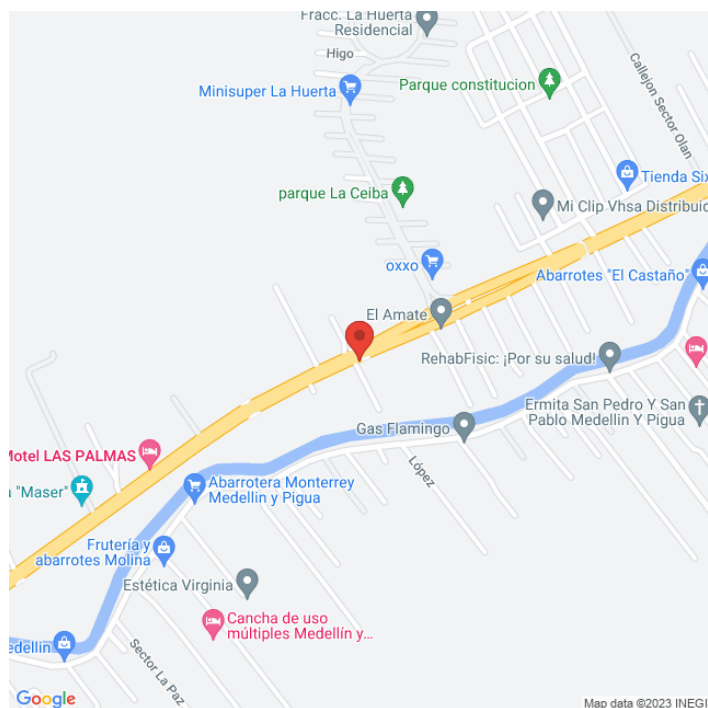 Fracc. La Huerta
Residencial
Higo
Parque constitucion
Callejon Sector Olan
Minisuper La Huerta
Tienda Six
parque La Ceiba
Mi Clip Vhsa Distribuic
oxxo
Abarrotes "El Castaño"
El Amate
RehabFisic: ¡Por su salud!
Ermita San Pedro Y San
Pablo Medellin Y Pigua
Gas Flamingo
Motel LAS PALMAS
López
"Maser"
Abarrotera Monterrey
Medellin y Pigua
Frutería y
abarrotes Molina
Estética Virginia
Cancha de uso
múltiples Medellín y…
edellin
Sector La Paz
Google
Map data ©2023 INEGI